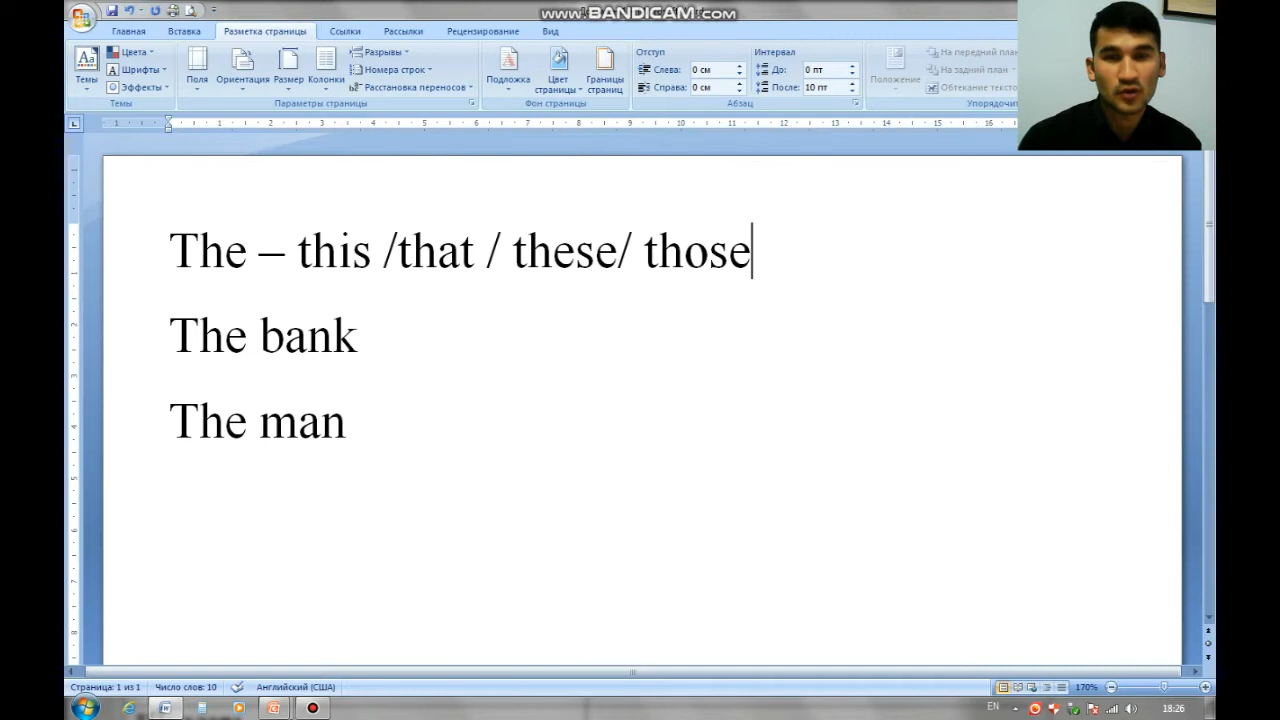 www.BANDICAM.com
Главная Вставка Разметка страницы Ссылки Рассылки Рецензирование Вид
Темы
Цвета
Шрифты
Эффекты
Темы
Поля Ориентация Размер Колонки
Разрывы
Номера строк
Расстановка переносов
Параметры страницы
Подложка Цвет страницы Границы страниц
Фон страницы
Отступ
Слева: 0 см
Справа: 0 см
Интервал
До: 0 пт
После: 10 пт
Абзац
Положение
На передний план
На задний план
Обтекание тексто
Упорядочит
The – this /that / these/ those
The bank
The man
Страница: 1 из 1 Число слов: 10 Английский (США) 170%
EN 18:26